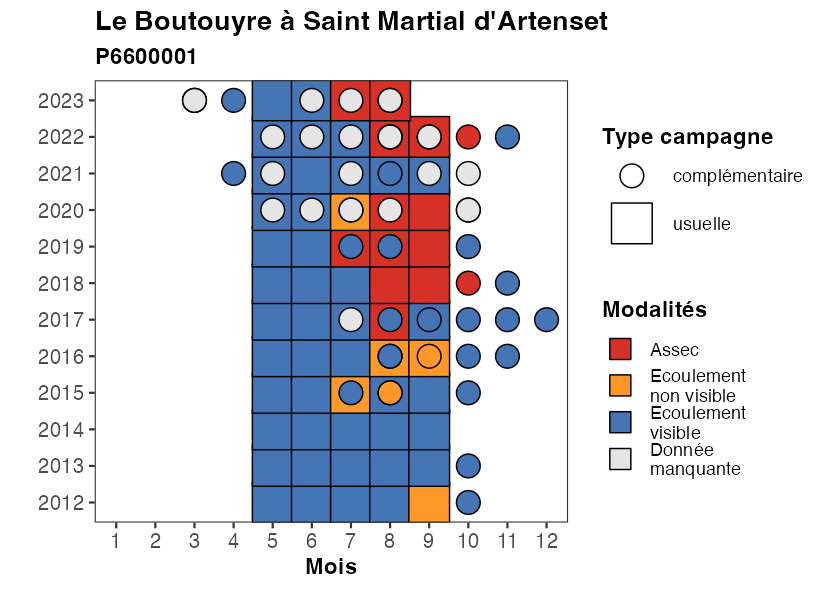 Le Boutouyre à Saint Martial d'Artenset
P6600001
2023
2022
2021
2020
2019
2018
2017
2016
2015
2014
2013
2012
1 2 3 4 5 6 7 8 9 10 11 12
Mois
Type campagne
complémentaire
usuelle
Modalités
Assec
Ecoulement
non visible
Ecoulement
visible
Donnée
manquante